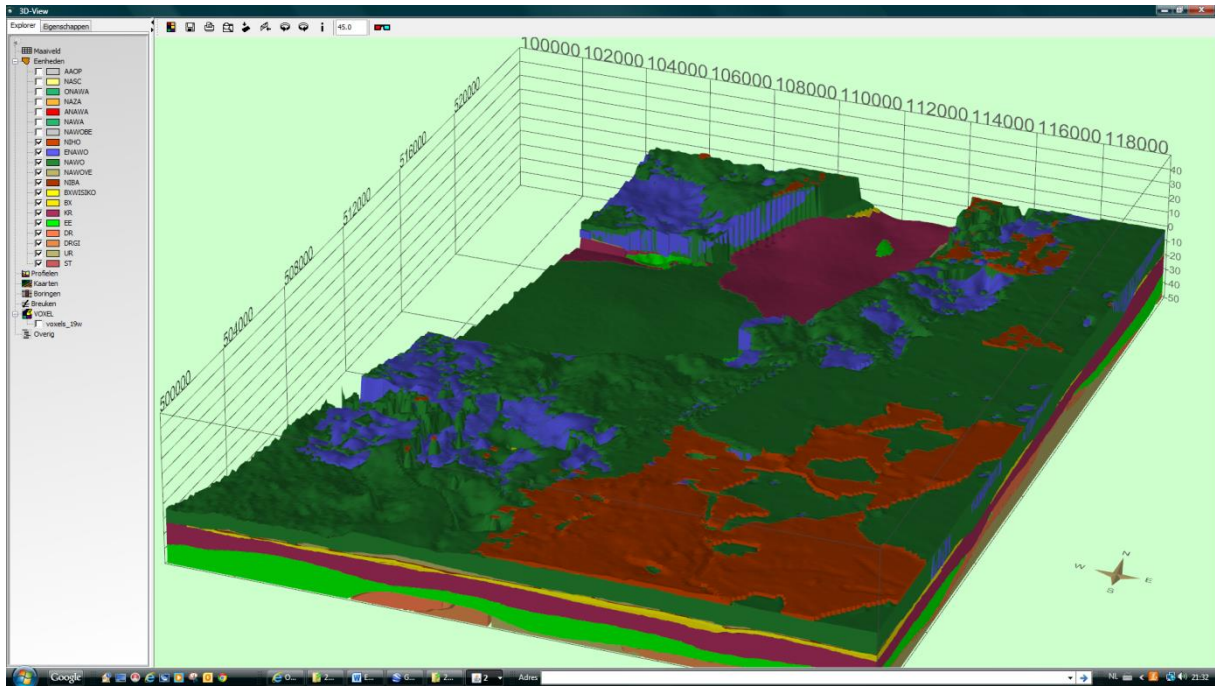 3D-View
Explorer Eigenschappen
45.0
Maaiveld
Eenheden
AAOP
NASC
ONAWA
NAZA
ANAWA
NAWA
NAWOBE
NIHO
ENAWO
NAWO
NAWOVE
NIBA
BXWISIKO
BX
KR
EE
DR
DRGI
UR
ST
Profielen
Kaarten
Boringen
Breuken
VOXEL
voxels_19w
Overig
100000 102000 104000 106000 108000 110000 112000 114000 116000 118000
520000
516000
512000
508000
504000
500000
40
30
20
10
0
-10
-20
-30
-40
-50
N
W
E
S
Google
O...
2...
E...
G...
2...
2
Adres
NL
21:32